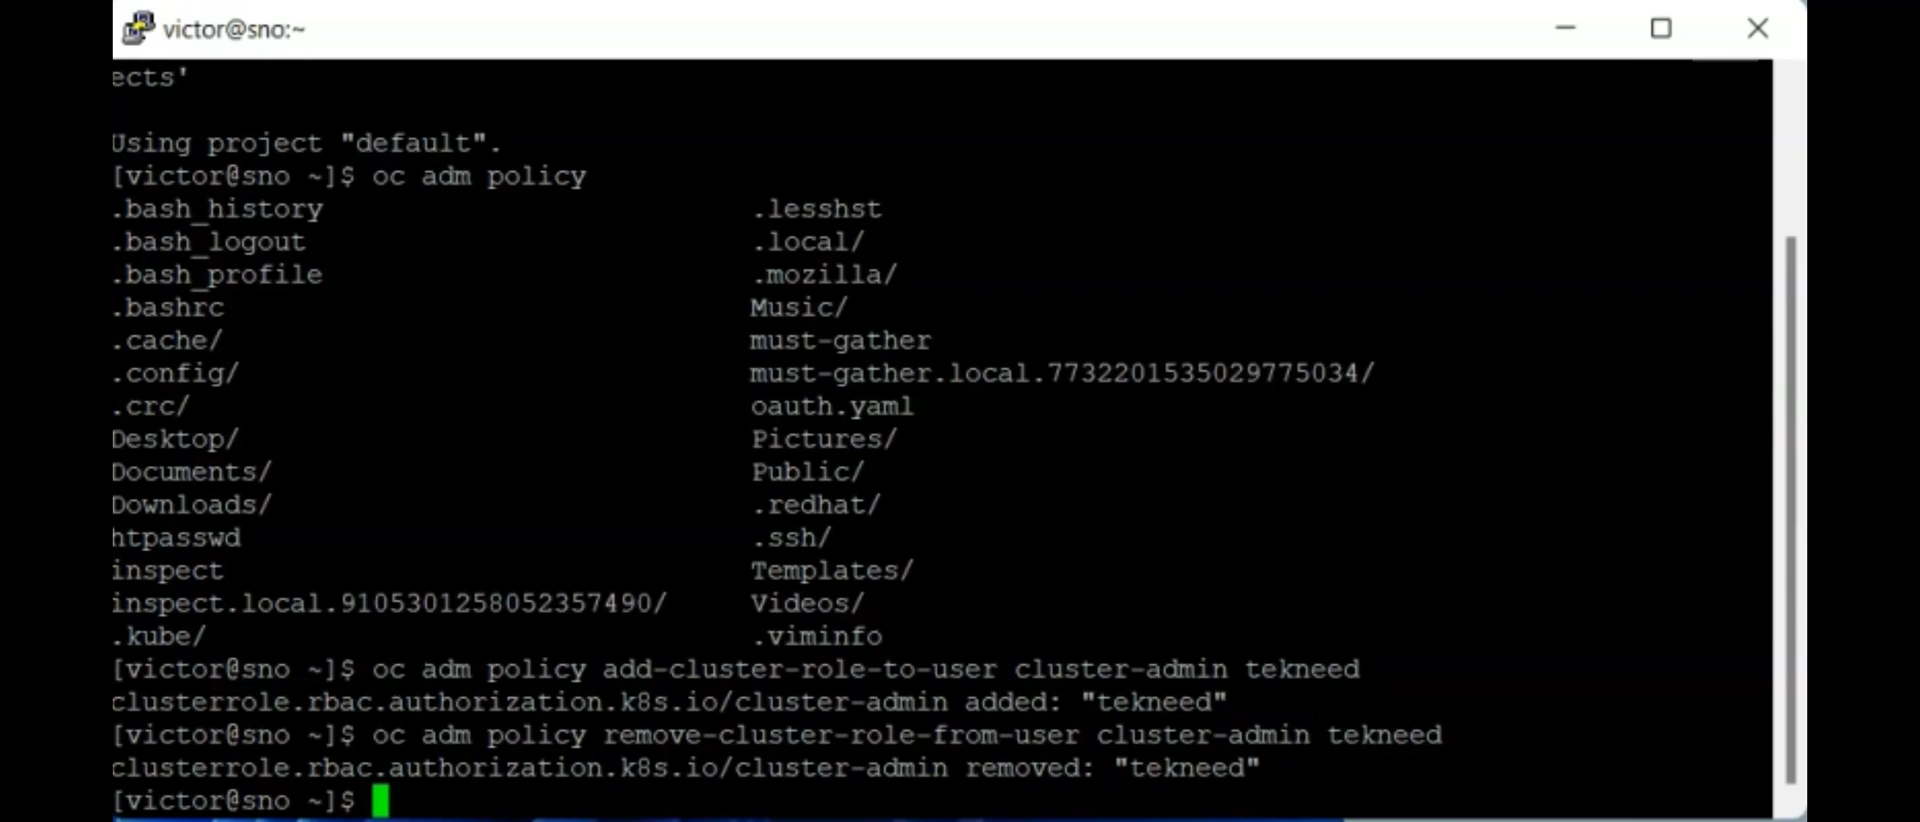 victor@sno:~
ects'
Using project "default".
[victor@sno ~]$ oc adm policy
.bash_history .lesshst
.bash_logout .local/
.bash_profile .mozilla/
.bashrc Music/
.cache/ must-gather
.config/ must-gather.local.7732201535029775034/
.crc/ oauth.yaml
Desktop/ Pictures/
Documents/ Public/
Downloads/ .redhat/
htpasswd .ssh/
inspect Templates/
inspect.local.9105301258052357490/ Videos/
.kube/ .viminfo
[victor@sno ~]$ oc adm policy add-cluster-role-to-user cluster-admin tekneed
clusterrole.rbac.authorization.k8s.io/cluster-admin added: "tekneed"
[victor@sno ~]$ oc adm policy remove-cluster-role-from-user cluster-admin tekneed
clusterrole.rbac.authorization.k8s.io/cluster-admin removed: "tekneed"
[victor@sno ~]$